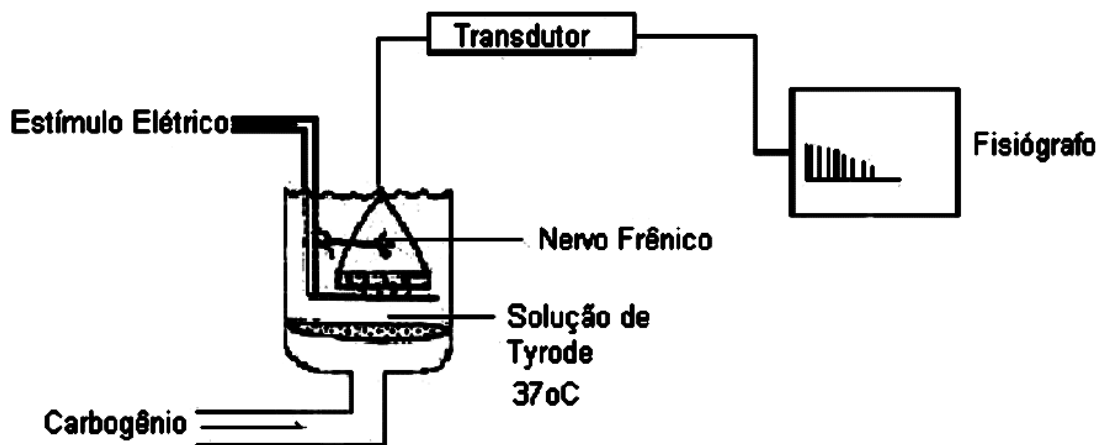 Transdutor
Estímulo Elétrico
Fisiógrafo
Nervo Frênico
Solução de
Tyrode
37oC
Carbogênio